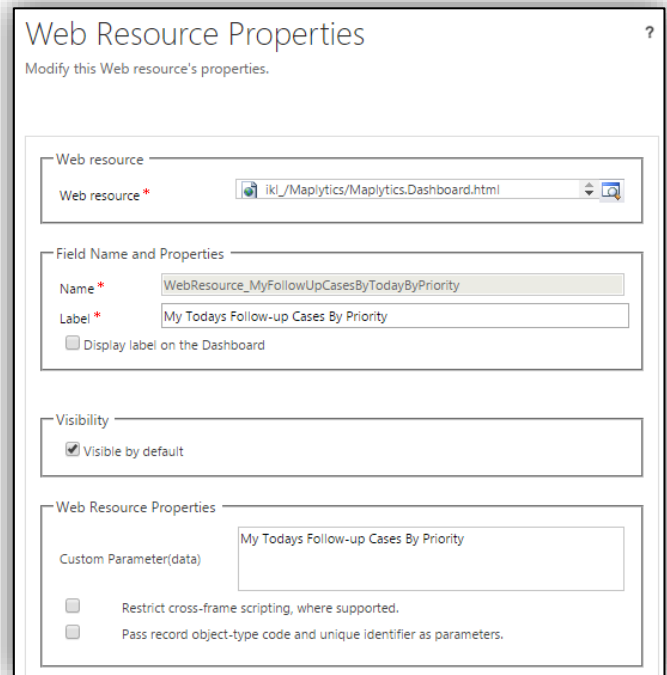 Web Resource Properties
?
Modify this Web resource's properties.
Web resource
Web resource *
ikl_/Maplytics/Maplytics.Dashboard.html
Field Name and Properties
Name *
WebResource_MyFollowUpCasesByTodayByPriority
Label *
My Todays Follow-up Cases By Priority
Display label on the Dashboard
Visibility
Visible by default
Web Resource Properties
My Todays Follow-up Cases By Priority
Custom Parameter(data)
Restrict cross-frame scripting, where supported.
Pass record object-type code and unique identifier as parameters.